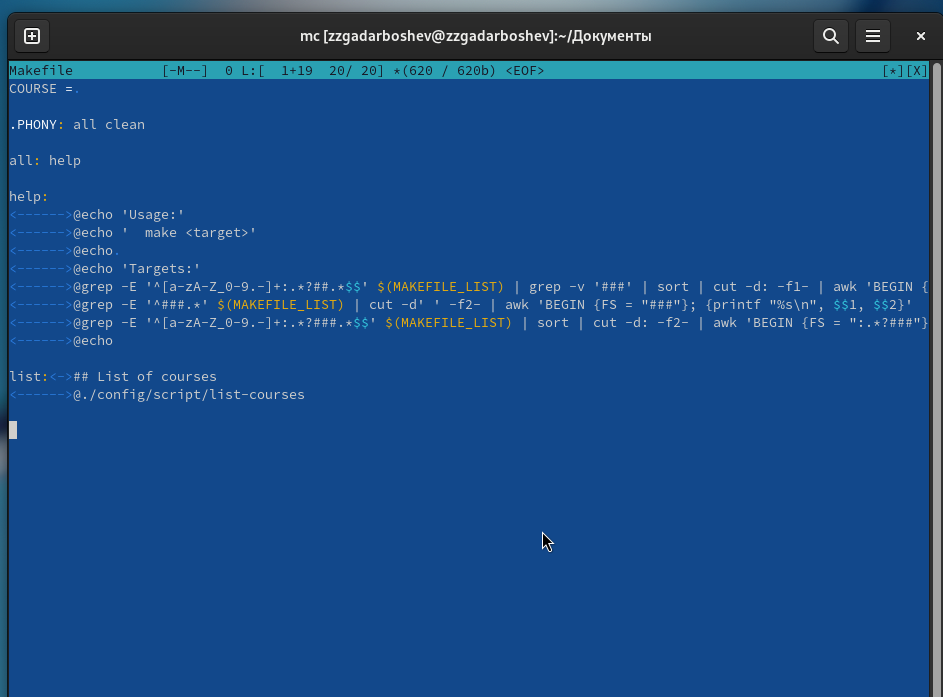 mc [zzgadarboshev@zzgadarboshev]:~/Документы
Makefile [-M--] 0 L:[ 1+19 20/ 20] *(620 / 620b) <EOF> [*][X]
COURSE =.
.PHONY: all clean
all: help
help:
<------>@echo 'Usage:'
<------>@echo '  make <target>'
<------>@echo.
<------>@echo 'Targets:'
<------>@grep -E '^[a-zA-Z_0-9.-]+:.*?##.*$$' $(MAKEFILE_LIST) | grep -v '###' | sort | cut -d: -f1- | awk 'BEGIN {
<------>@grep -E '^###.*' $(MAKEFILE_LIST) | cut -d' ' -f2- | awk 'BEGIN {FS = "###"}; {printf "%s\n", $$1, $$2}'
<------>@grep -E '^[a-zA-Z_0-9.-]+:.*?###.*$$' $(MAKEFILE_LIST) | sort | cut -d: -f2- | awk 'BEGIN {FS = ":.*?###"}
<------>@echo
list:<->## List of courses
<------>@./config/script/list-courses